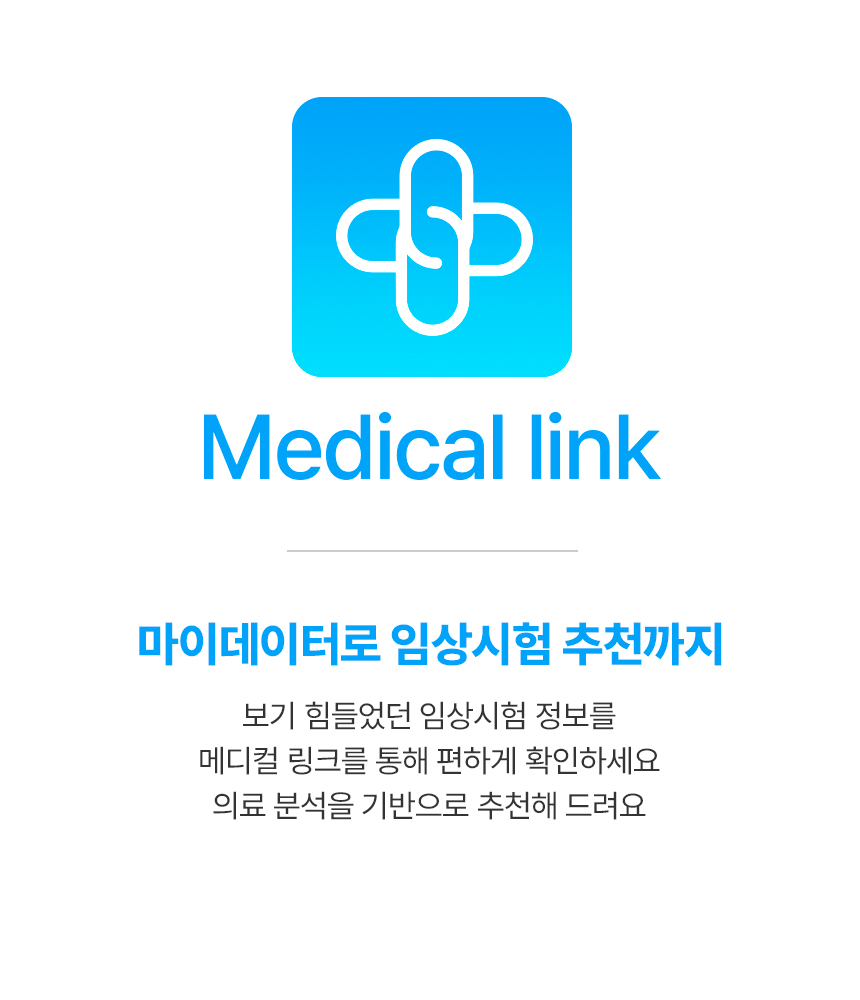 Medical link
마이데이터로 임상시험 추천까지
보기 힘들었던 임상시험 정보를
메디컬 링크를 통해 편하게 확인하세요
의료 분석을 기반으로 추천해 드려요